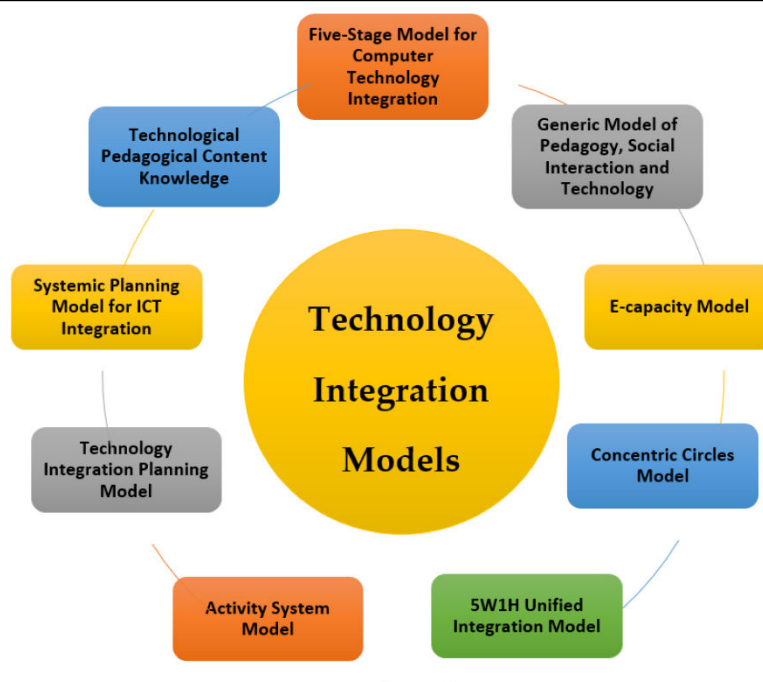 Five-Stage Model for
Computer
Technology
Integration
Generic Model of
Pedagogy, Social
Interaction and
Technology
E-capacity Model
Concentric Circles
Model
5W1H Unified
Integration Model
Activity System
Model
Technology
Integration Planning
Model
Systemic Planning
Model for ICT
Integration
Technological
Pedagogical Content
Knowledge
Technology
Integration
Models